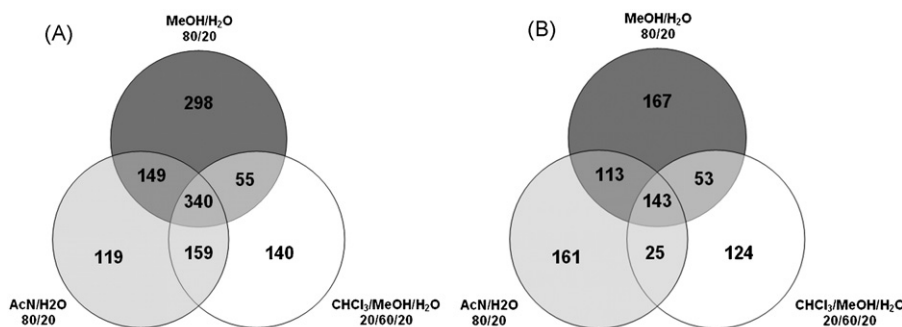 (A)
MeOH/H₂O
80/20
298
149
55
340
119
159
140
AcN/H2O
80/20
CHCl₃/MeOH/H₂O
20/60/20
(B)
MeOH/H₂O
80/20
167
113
53
143
161
25
124
AcN/H2O
80/20
CHCl₃/MeOH/H₂O
20/60/20